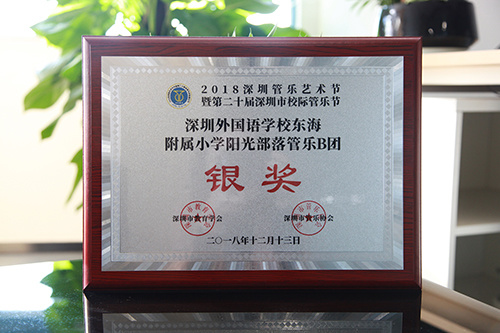 2018深圳管乐艺术节
暨第二十届深圳市校际管乐节
深圳外国语学校东海
附属小学阳光部落管乐B团
银奖
深圳市教育学会 深圳市管乐协会
二〇一八年十二月十三日